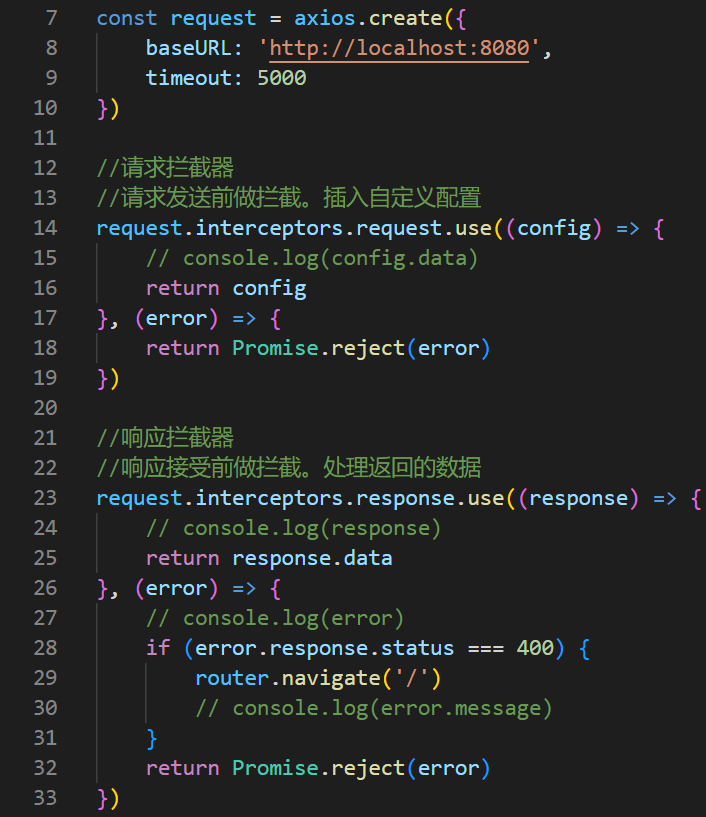 7 const request = axios.create({
8     baseURL: 'http://localhost:8080',
9     timeout: 5000
10 })
11
12 //请求拦截器
13 //请求发送前做拦截。插入自定义配置
14 request.interceptors.request.use((config) => {
15     // console.log(config.data)
16     return config
17 }, (error) => {
18     return Promise.reject(error)
19 })
20
21 //响应拦截器
22 //响应接受前做拦截。处理返回的数据
23 request.interceptors.response.use((response) => {
24     // console.log(response)
25     return response.data
26 }, (error) => {
27     // console.log(error)
28     if (error.response.status === 400) {
29         router.navigate('/')
30         // console.log(error.message)
31     }
32     return Promise.reject(error)
33 })